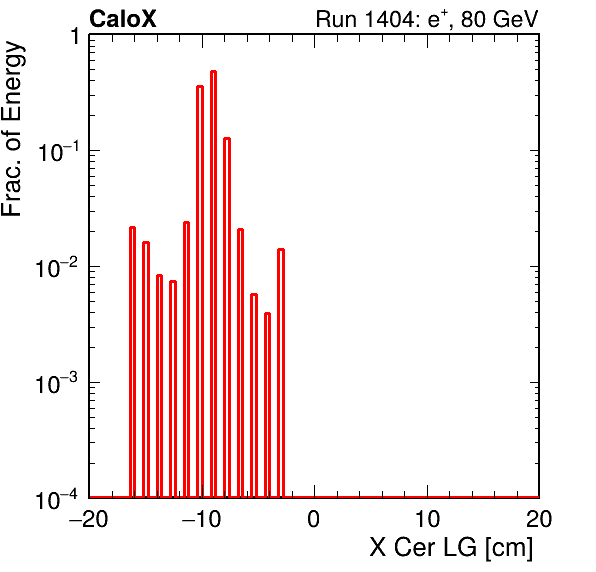 CaloX
Run 1404: e⁺, 80 GeV
Frac. of Energy
1
10⁻¹
10⁻²
10⁻³
10⁻⁴
−20 −10 0 10 20
X Cer LG [cm]